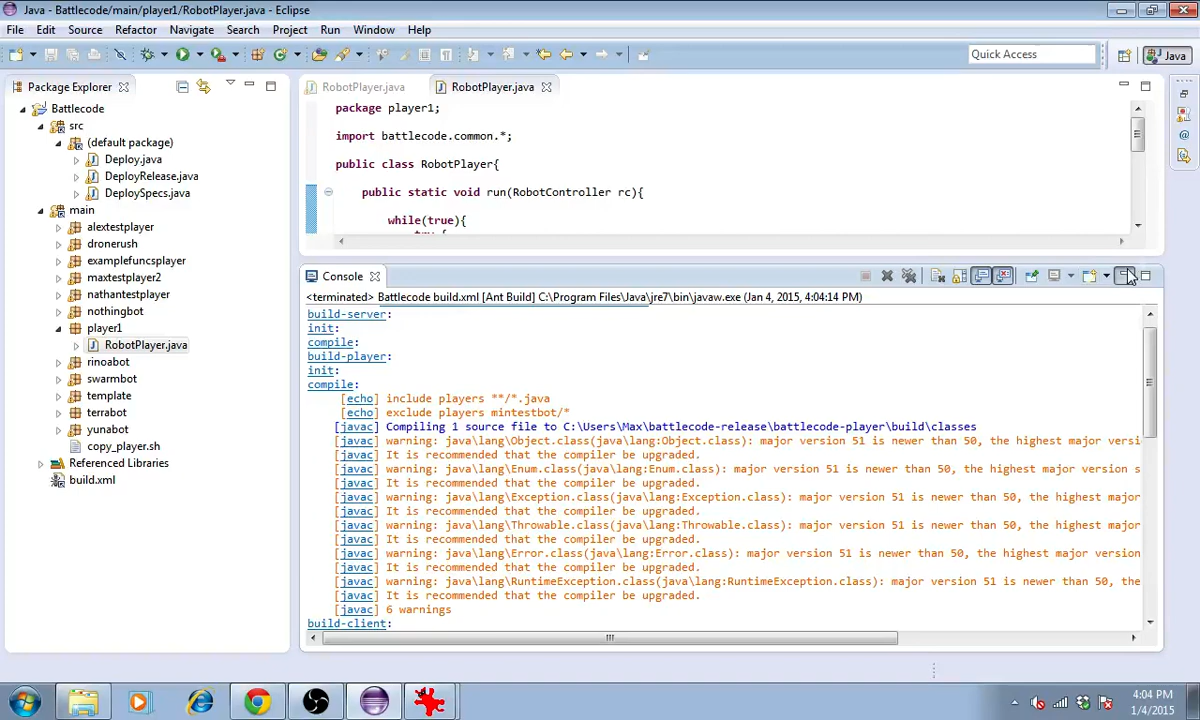 Java - Battlecode/main/player1/RobotPlayer.java - Eclipse
File Edit Source Refactor Navigate Search Project Run Window Help
Quick Access
Java
Package Explorer
RobotPlayer.java
RobotPlayer.java
Battlecode
src
(default package)
Deploy.java
DeployRelease.java
DeploySpecs.java
main
alextestplayer
dronerush
examplefuncsplayer
maxtestplayer2
nathantestplayer
nothingbot
player1
RobotPlayer.java
rinoabot
swarmbot
template
terrabot
yunabot
copy_player.sh
Referenced Libraries
build.xml
package player1;
import battlecode.common.*;
public class RobotPlayer{
public static void run(RobotController rc){
while(true){
try {
Console
<terminated> Battlecode build.xml [Ant Build] C:\Program Files\Java\jre7\bin\javaw.exe (Jan 4, 2015, 4:04:14 PM)
build-server:
init:
compile:
build-player:
init:
compile:
[echo] include players **/*.java
[echo] exclude players mintestbot/*
[javac] Compiling 1 source file to C:\Users\Max\battlecode-release\battlecode-player\build\classes
[javac] warning: java\lang\Object.class(java\lang:Object.class): major version 51 is newer than 50, the highest major versi
[javac] It is recommended that the compiler be upgraded.
[javac] warning: java\lang\Enum.class(java\lang:Enum.class): major version 51 is newer than 50, the highest major version s
[javac] It is recommended that the compiler be upgraded.
[javac] warning: java\lang\Exception.class(java\lang:Exception.class): major version 51 is newer than 50, the highest major
[javac] It is recommended that the compiler be upgraded.
[javac] warning: java\lang\Throwable.class(java\lang:Throwable.class): major version 51 is newer than 50, the highest major
[javac] It is recommended that the compiler be upgraded.
[javac] warning: java\lang\Error.class(java\lang:Error.class): major version 51 is newer than 50, the highest major version
[javac] It is recommended that the compiler be upgraded.
[javac] warning: java\lang\RuntimeException.class(java\lang:RuntimeException.class): major version 51 is newer than 50, the
[javac] It is recommended that the compiler be upgraded.
[javac] 6 warnings
build-client:
4:04 PM
1/4/2015